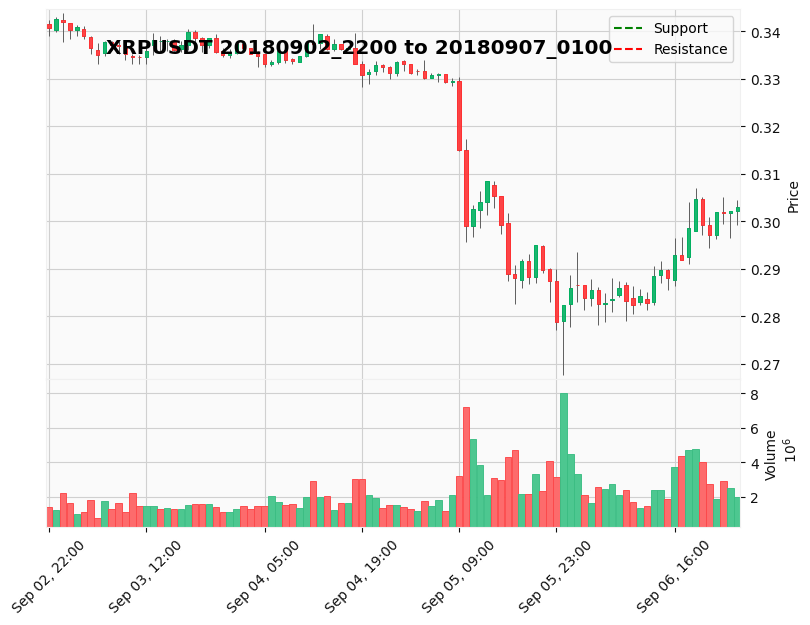 XRPUSDT 20180902_2200 to 20180907_0100
Support
Resistance
0.34
0.33
0.32
0.31
0.30
0.29
0.28
0.27
Price
8
6
4
2
Volume
10^6
Sep 02, 22:00
Sep 03, 12:00
Sep 04, 05:00
Sep 04, 19:00
Sep 05, 09:00
Sep 05, 23:00
Sep 06, 16:00